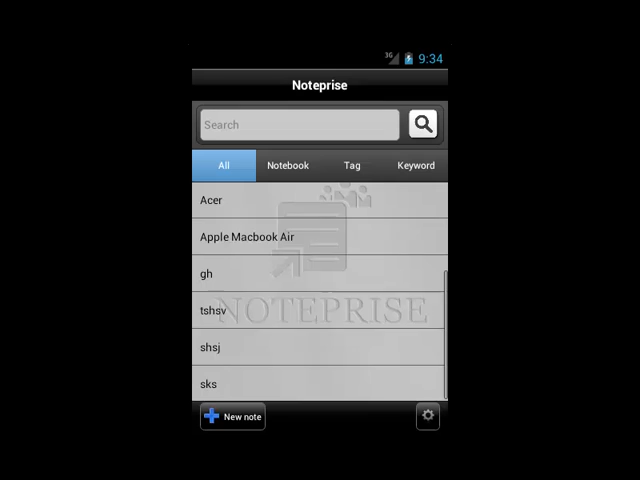 3G 9:34
Noteprise
Search
All Notebook Tag Keyword
Acer
Apple Macbook Air
gh
tshsv
NOTEPRISE
shsj
sks
New note